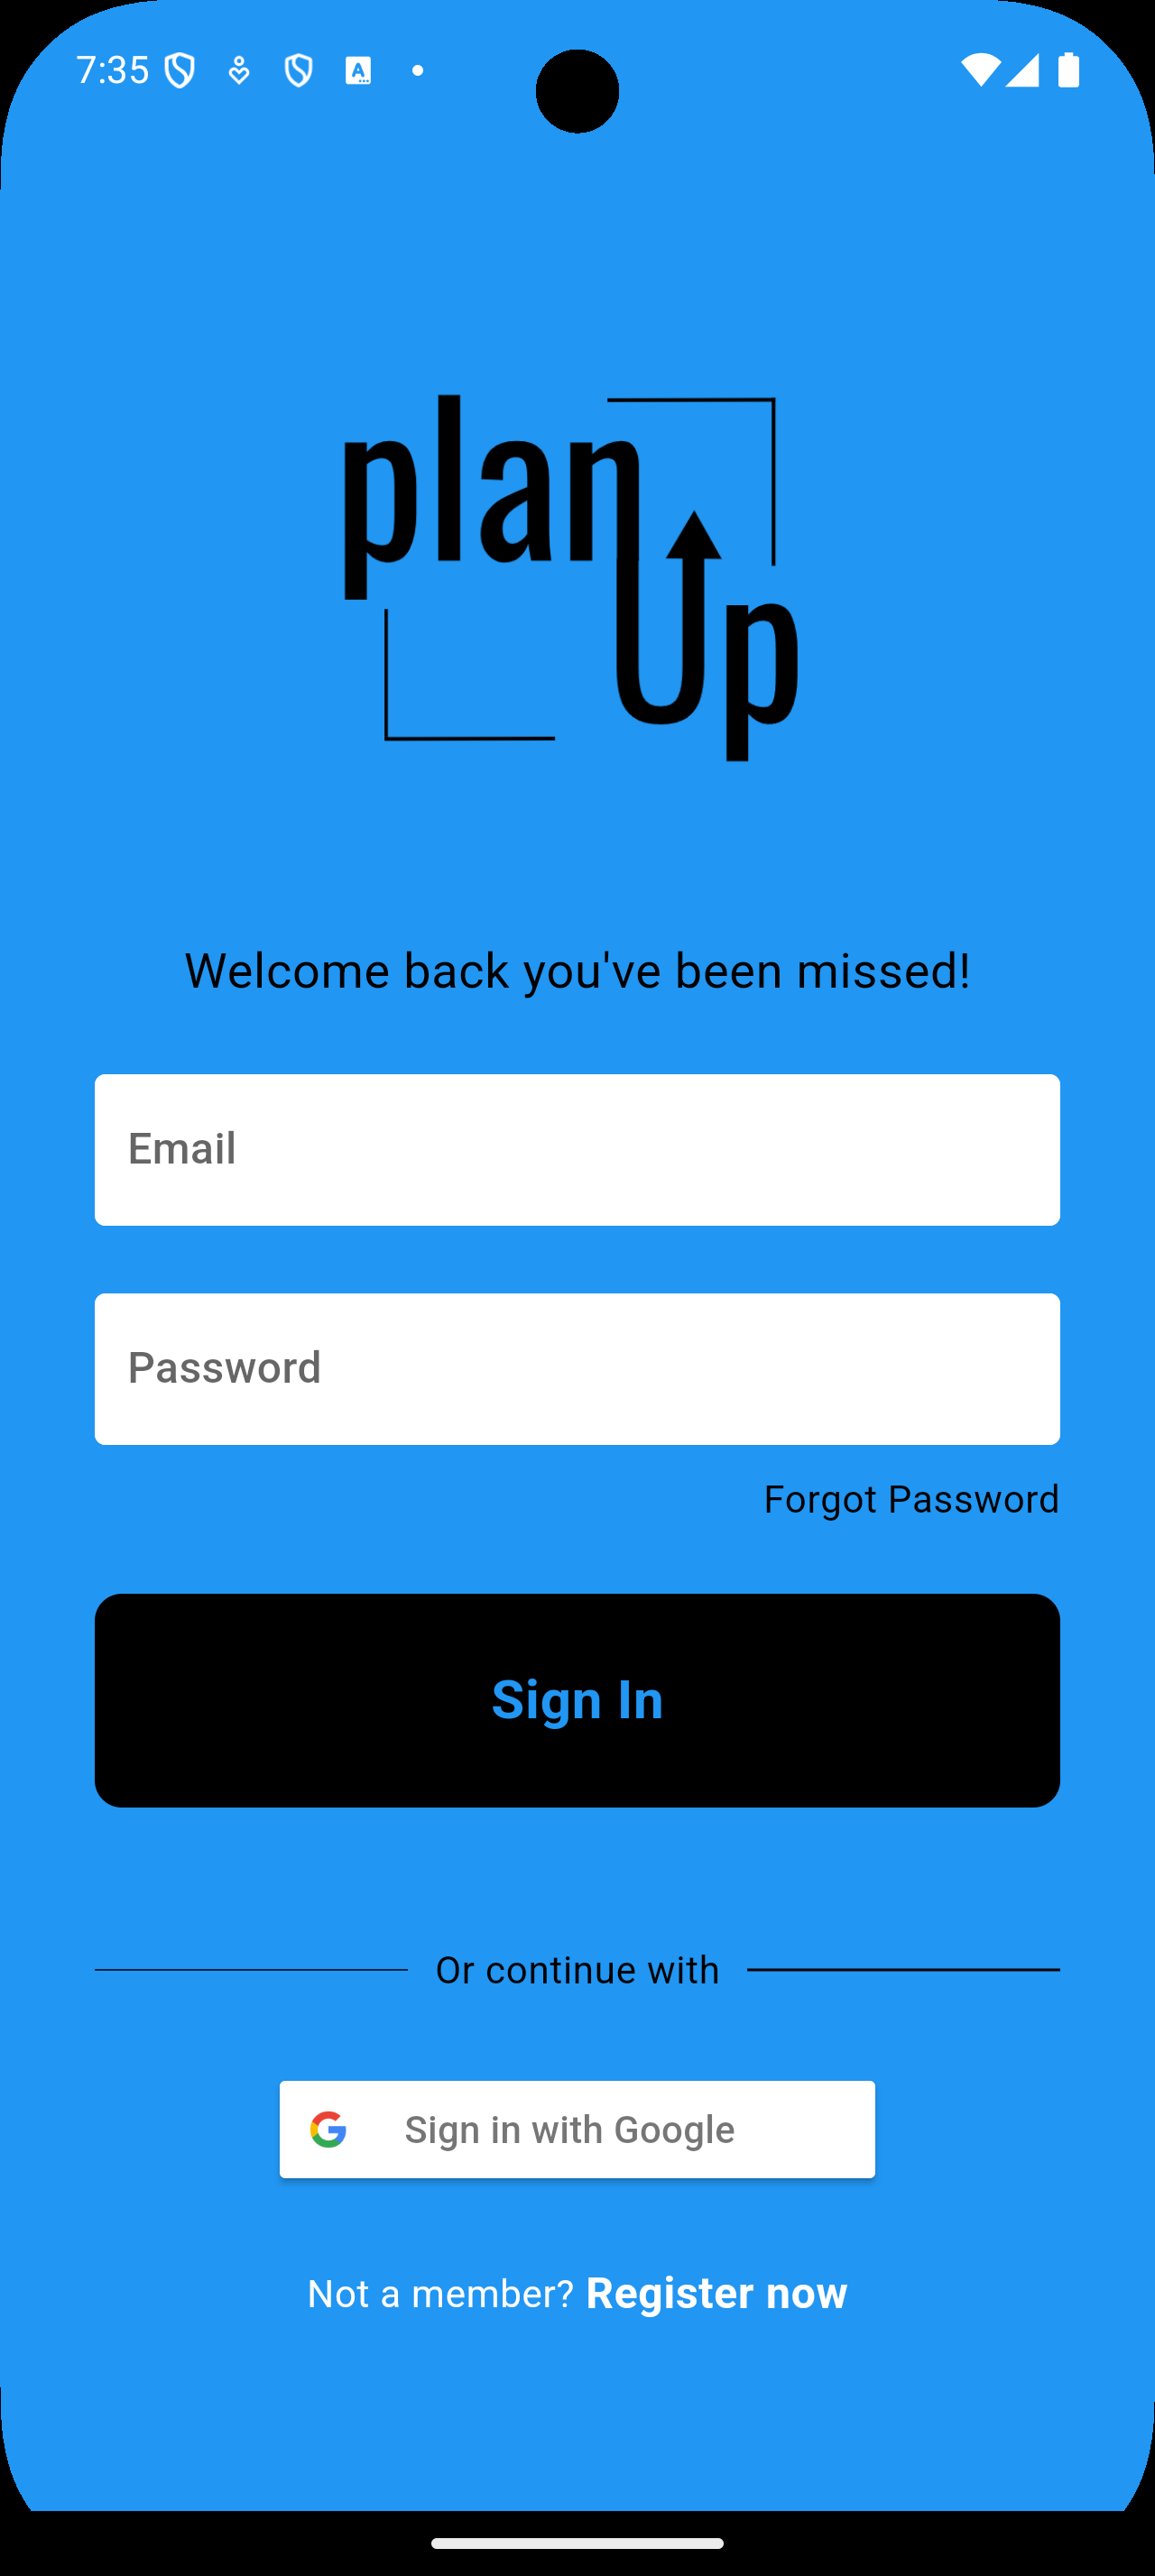 7:35
plan
Up
Welcome back you've been missed!
Email
Password
Forgot Password
Sign In
Or continue with
Sign in with Google
Not a member? Register now